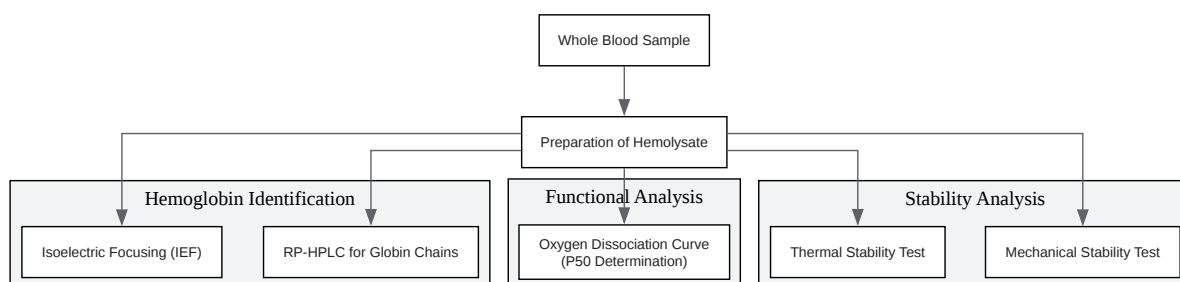 Whole Blood Sample
Preparation of Hemolysate
Hemoglobin Identification
Functional Analysis
Stability Analysis
Isoelectric Focusing (IEF)
RP-HPLC for Globin Chains
Oxygen Dissociation Curve
(P50 Determination)
Thermal Stability Test
Mechanical Stability Test